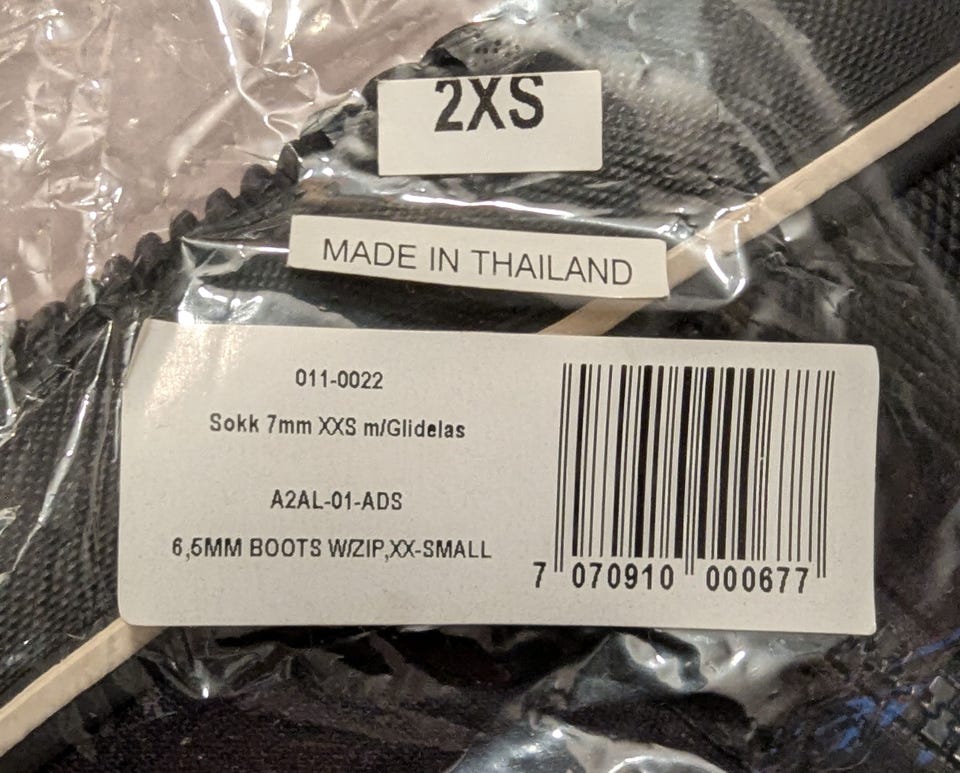 2XS
MADE IN THAILAND
011-0022
Sokk 7mm XXS m/Glidelas
A2AL-01-ADS
6,5MM BOOTS W/ZIP,XX-SMALL
7 070910 000677